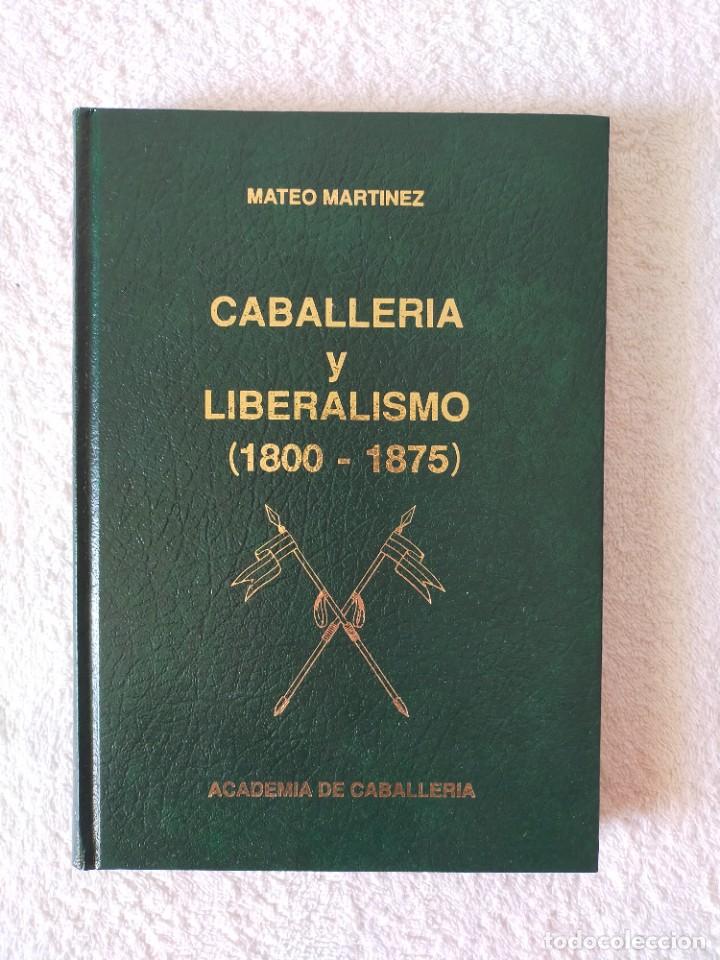 MATEO MARTINEZ
CABALLERIA
y
LIBERALISMO
(1800 - 1875)
ACADEMIA DE CABALLERIA
todocoleccion